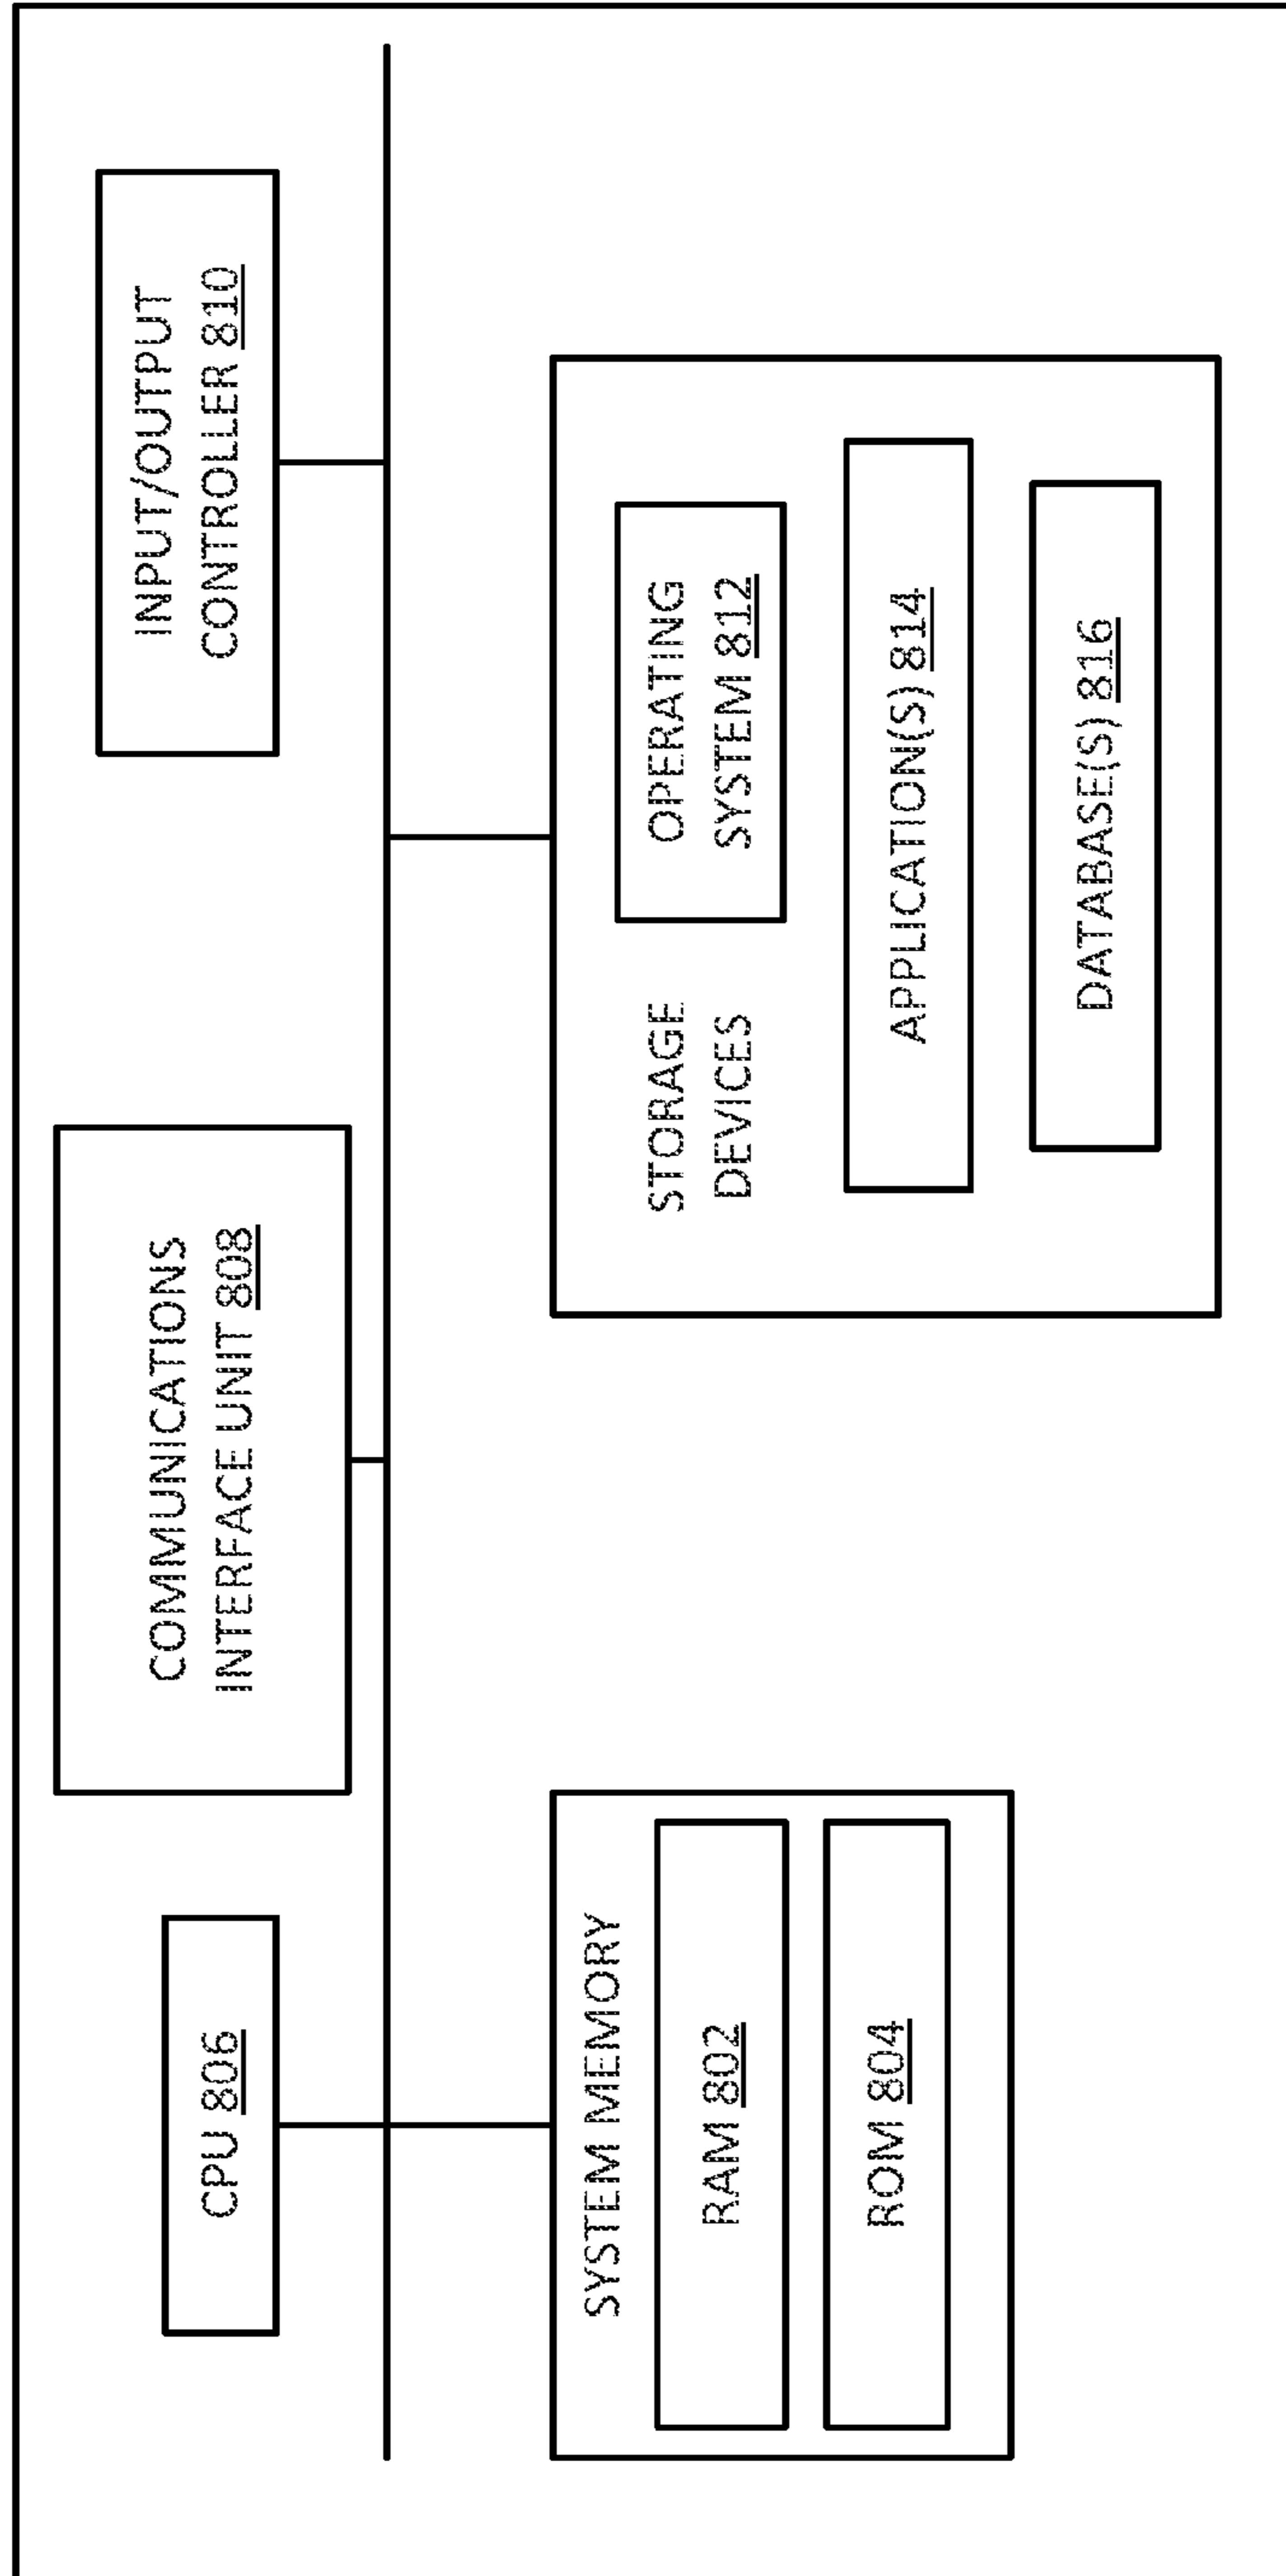 CPU 806
COMMUNICATIONS
INTERFACE UNIT 808
INPUT/OUTPUT
CONTROLLER 810
SYSTEM MEMORY
RAM 802
ROM 804
STORAGE
DEVICES
OPERATING
SYSTEM 812
APPLICATION(S) 814
DATABASE(S) 816